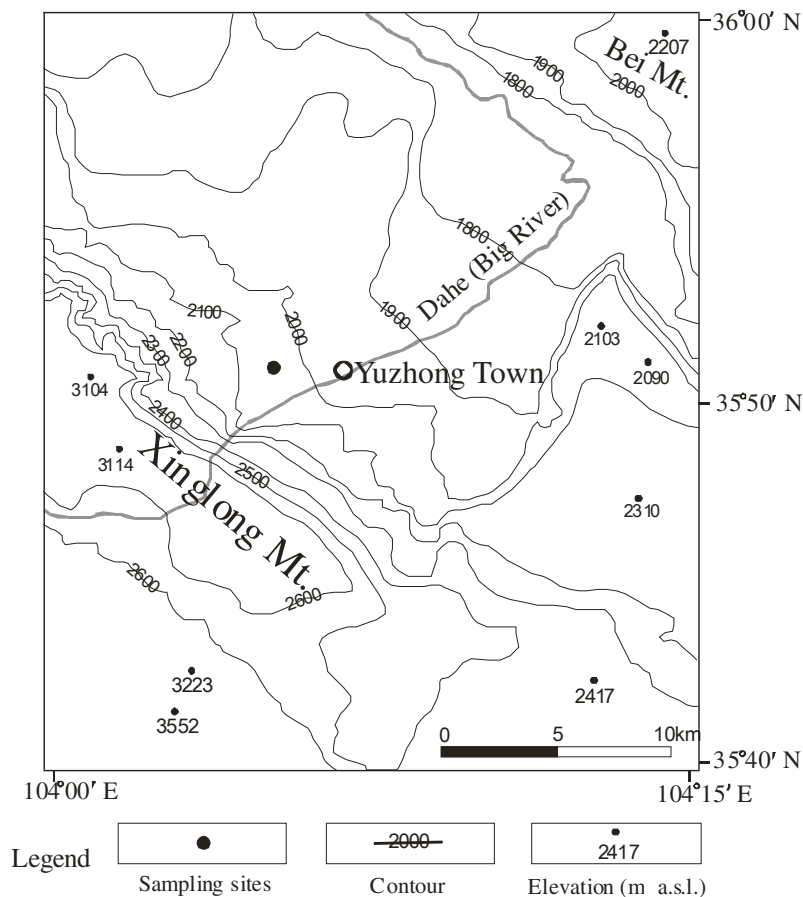 36°00′ N
Bei Mt.
2207
1900
1800
2000
1800
Dahe (Big River)
2100
2000
1900
2200
2300
2103
2090
Yuzhong Town
3104
35°50′ N
2400
3114
Xinglong Mt.
2500
2310
2600
2600
3223
3552
2417
0 5 10km
35°40′ N
104°00′ E
104°15′ E
Legend
2000
2417
Sampling sites
Contour
Elevation (m a.s.l.)